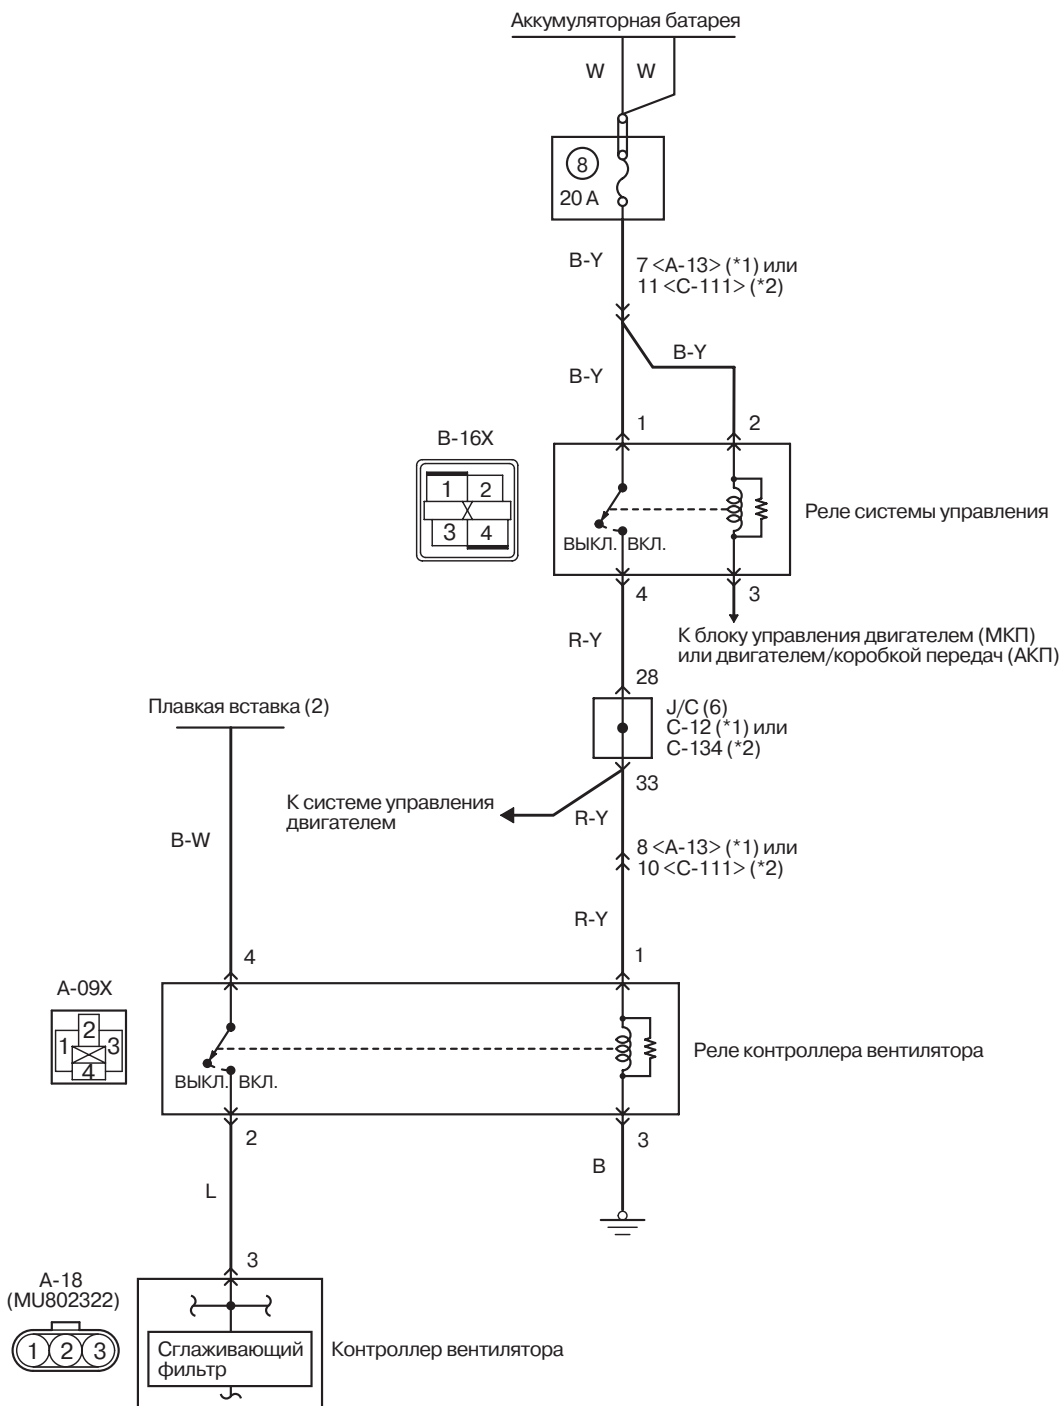 Аккумуляторная батарея
W W
8
20 A
B-Y
7 <A-13> (*1) или
11 <C-111> (*2)
B-Y
B-Y
1 2
B-16X
1 2
3 4
Реле системы управления
ВЫКЛ. ВКЛ.
4 3
К блоку управления двигателем (МКП)
или двигателем/коробкой передач (АКП)
R-Y
28
J/C (6)
C-12 (*1) или
C-134 (*2)
Плавкая вставка (2)
33
К системе управления
двигателем
R-Y
B-W
8 <A-13> (*1) или
10 <C-111> (*2)
R-Y
4 1
A-09X
2
1 3
4
Реле контроллера вентилятора
ВЫКЛ. ВКЛ.
2 3
B
L
3
A-18
(MU802322)
1 2 3
Сглаживающий
фильтр
Контроллер вентилятора